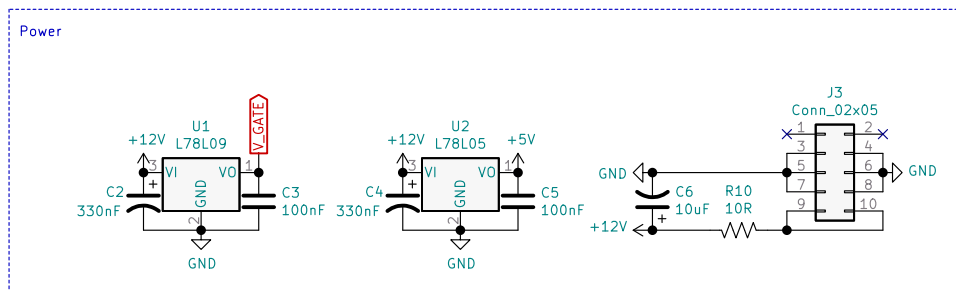 Power
J3
Conn_02x05
U1
L78L09
U2
L78L05
V_GATE
+12V
+12V
+5V
1
2
3
4
5
6
7
8
9
10
3
VI
VO
1
GND
2
3
VI
VO
1
GND
2
C2
330nF
+
C3
100nF
C4
330nF
+
C5
100nF
GND
C6
10uF
+
R10
10R
GND
+12V
GND
GND